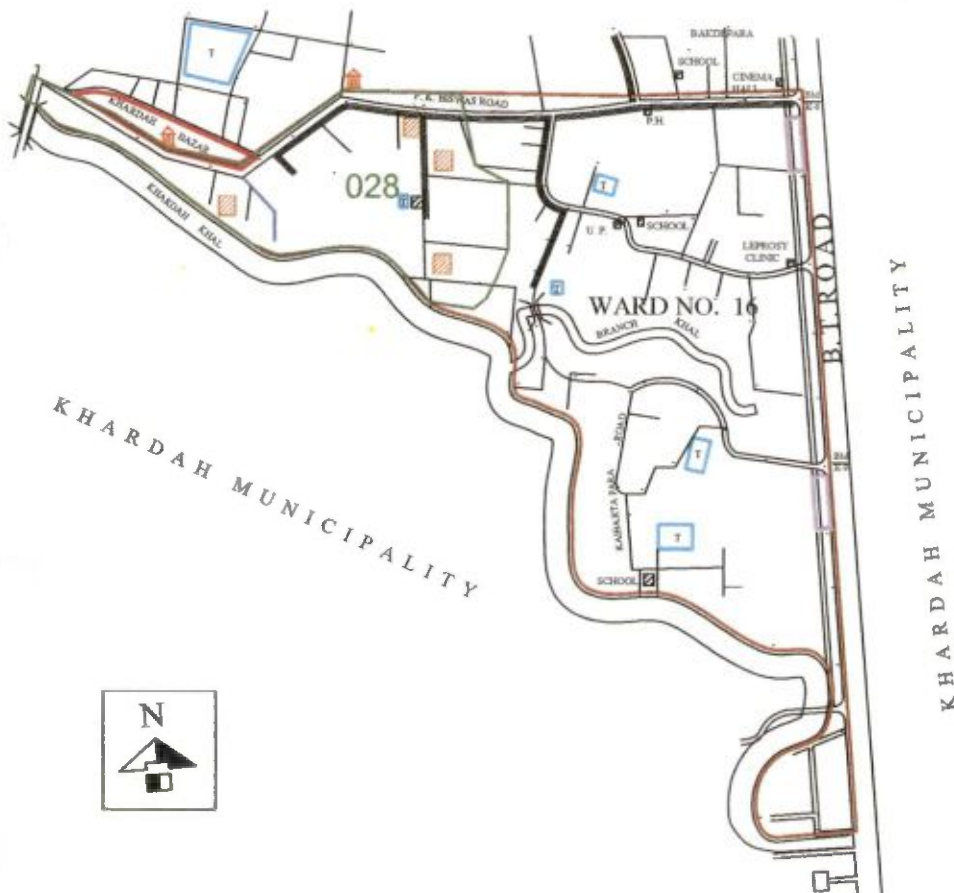 BAKDIPARA
SCHOOL
CINEMA
HALL
T
P. K. BISWAS ROAD
P.H.
KHARDAH BAZAR
028
T
T
U.P.
SCHOOL
LEPROSY
CLINIC
KHARDAH KHAL
T
WARD NO. 16
BRANCH KHAL
B.T.ROAD
KHARDAH MUNICIPALITY
KHARDAH MUNICIPALITY
KAIBARTA PARA ROAD
T
T
SCHOOL
N